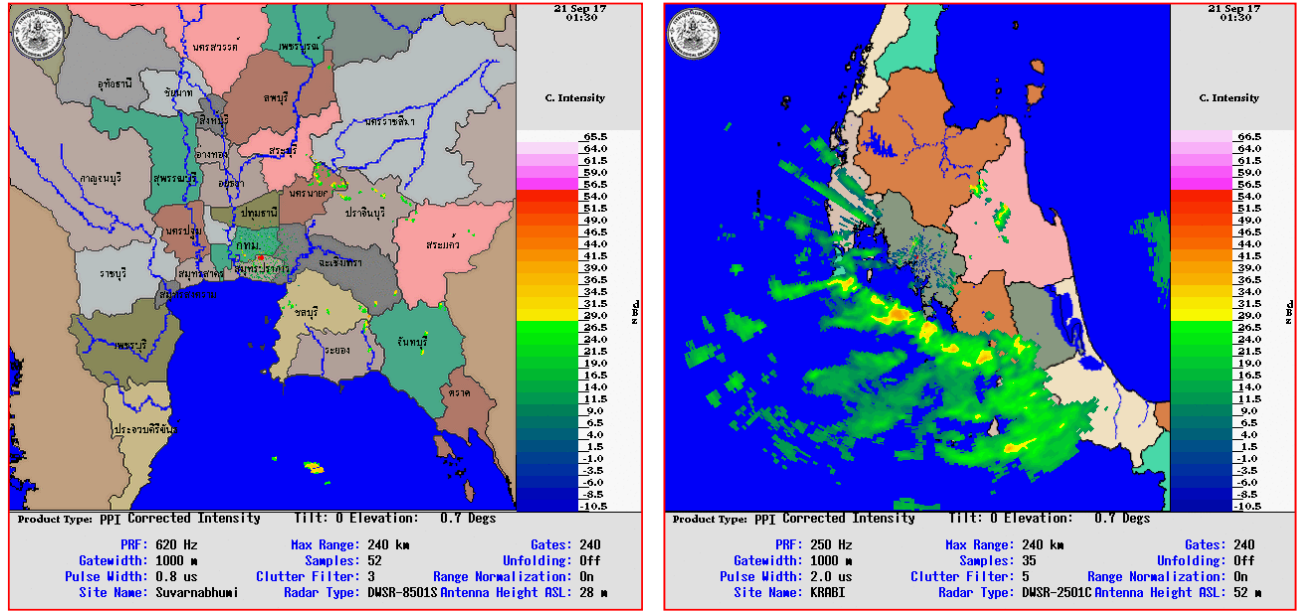 21 Sep 17
01:30
C. Intensity
65.5
64.0
61.5
59.0
56.5
54.0
51.5
49.0
46.5
44.0
41.5
39.0
36.5
34.0
31.5
29.0
26.5
24.0
21.5
19.0
16.5
14.0
11.5
9.0
6.5
4.0
1.5
-1.0
-3.5
-6.0
-8.5
-10.5
นครสวรรค์
เพชรบูรณ์
อุทัยธานี
ชัยนาท
ลพบุรี
สิงห์บุรี
นครราชสีมา
อ่างทอง
สระบุรี
กาญจนบุรี
สุพรรณบุรี
อยุธยา
นครนายก
ปราจีนบุรี
ปทุมธานี
นครปฐม
กทม.
สระแก้ว
ราชบุรี
สมุทรสาคร
สมุทรปราการ
ฉะเชิงเทรา
สมุทรสงคราม
ชลบุรี
เพชรบุรี
ระยอง
จันทบุรี
ตราด
ประจวบคีรีขันธ์
Product Type: PPI Corrected Intensity Tilt: 0 Elevation: 0.7 Degs
PRF: 620 Hz Max Range: 240 km Gates: 240
Gatewidth: 1000 m Samples: 52 Unfolding: Off
Pulse Width: 0.8 us Clutter Filter: 3 Range Normalization: On
Site Name: Suvarnabhumi Radar Type: DWSR-8501S Antenna Height ASL: 28 m
21 Sep 17
01:30
C. Intensity
66.5
64.0
61.5
59.0
56.5
54.0
51.5
49.0
46.5
44.0
41.5
39.0
36.5
34.0
31.5
29.0
26.5
24.0
21.5
19.0
16.5
14.0
11.5
9.0
6.5
4.0
1.5
-1.0
-3.5
-6.0
-8.5
-10.5
Product Type: PPI Corrected Intensity Tilt: 0 Elevation: 0.7 Degs
PRF: 250 Hz Max Range: 240 km Gates: 240
Gatewidth: 1000 m Samples: 35 Unfolding: Off
Pulse Width: 2.0 us Clutter Filter: 5 Range Normalization: On
Site Name: KRABI Radar Type: DWSR-2501C Antenna Height ASL: 52 m